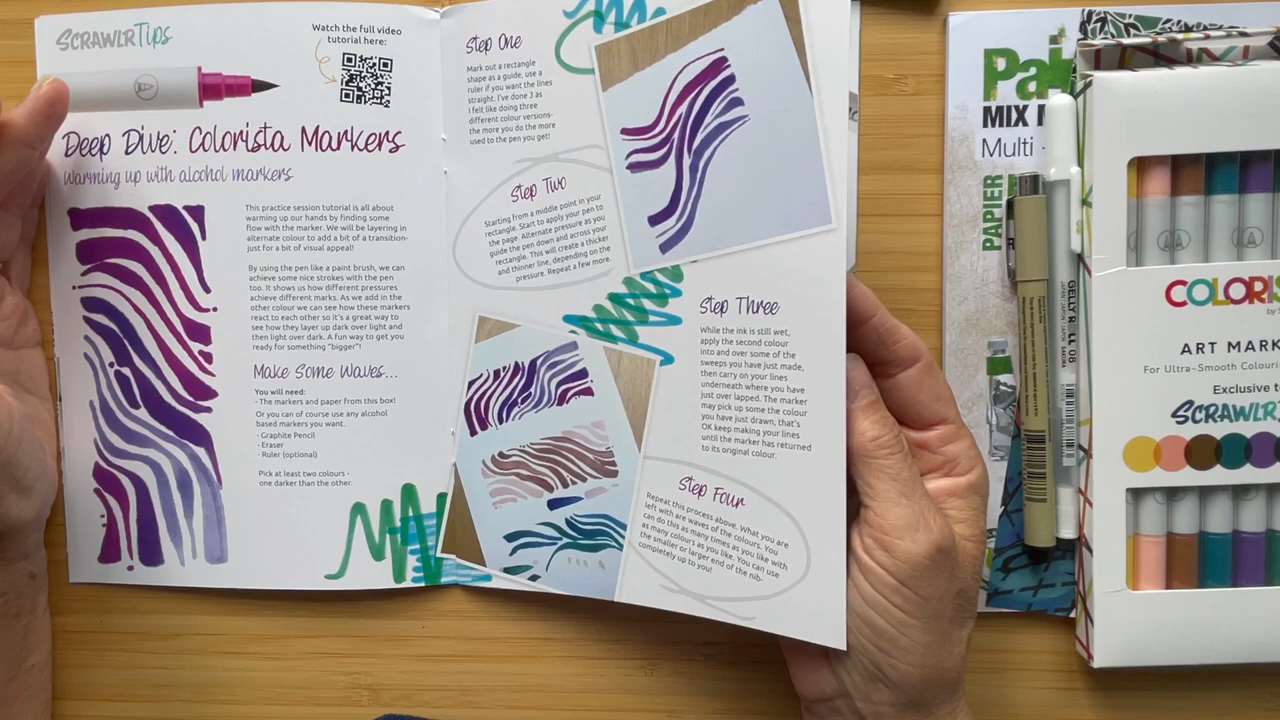 SCRAWLRTIPS
Watch the full video
tutorial here:
Deep Dive: Colorista Markers
Warming up with alcohol markers
This practice session tutorial is all about
warming up our hands by finding some
flow with the marker. We will be layering in
alternate colour to add a bit of a transition-
just for a bit of visual appeal!
By using the pen like a paint brush, we can
achieve some nice strokes with the pen
too. It shows us how different pressures
achieve different marks. As we add in the
other colour we can see how these markers
react to each other so it's a great way to
see how they layer up dark over light and
then light over dark. A fun way to get you
ready for something "bigger"!
Make Some Waves...
You will need:
- The markers and paper from this box!
Or you can of course use any alcohol
based markers you want.
- Graphite Pencil
- Eraser
- Ruler (optional)
Pick at least two colours -
one darker than the other.
Step One
Mark out a rectangle
shape as a guide, use a
ruler if you want the lines
straight. I've done 3 as
I felt like doing three
different colour versions-
the more you do the more
used to the pen you get!
Step Two
Starting from a middle point in your
rectangle. Start to apply your pen to
the page. Alternate pressure as you
guide the pen down and across your
rectangle. This will create a thicker
and thinner line, depending on the
pressure. Repeat a few more.
Step Three
While the ink is still wet,
apply the second colour
into and over some of the
sweeps you have just made,
then carry on your lines
underneath where you have
just over lapped. The marker
may pick up some the colour
you have just drawn, that's
OK keep making your lines
until the marker has returned
to its original colour.
Step Four
Repeat this process above. What you are
left with are waves of the colours. You
can do this as many times as you like with
as many colours as you like. You can use
the smaller or larger end of the nib-
completely up to you!
MIX M
Multi -
PAPIER
GELLY ROLL 08
COLORIS
ART MARK
For Ultra-Smooth Colouri
Exclusive to
SCRAWLR